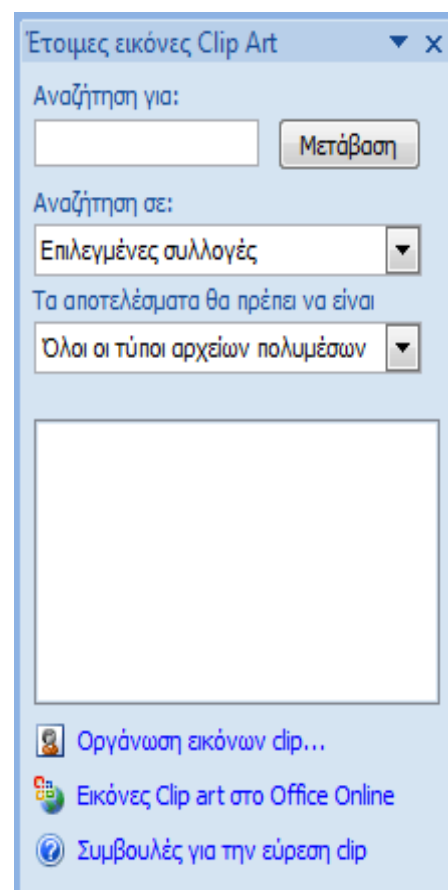 Έτοιμες εικόνες Clip Art
Αναζήτηση για:
Μετάβαση
Αναζήτηση σε:
Επιλεγμένες συλλογές
Τα αποτελέσματα θα πρέπει να είναι
Όλοι οι τύποι αρχείων πολυμέσων
Οργάνωση εικόνων clip...
Εικόνες Clip art στο Office Online
Συμβουλές για την εύρεση clip